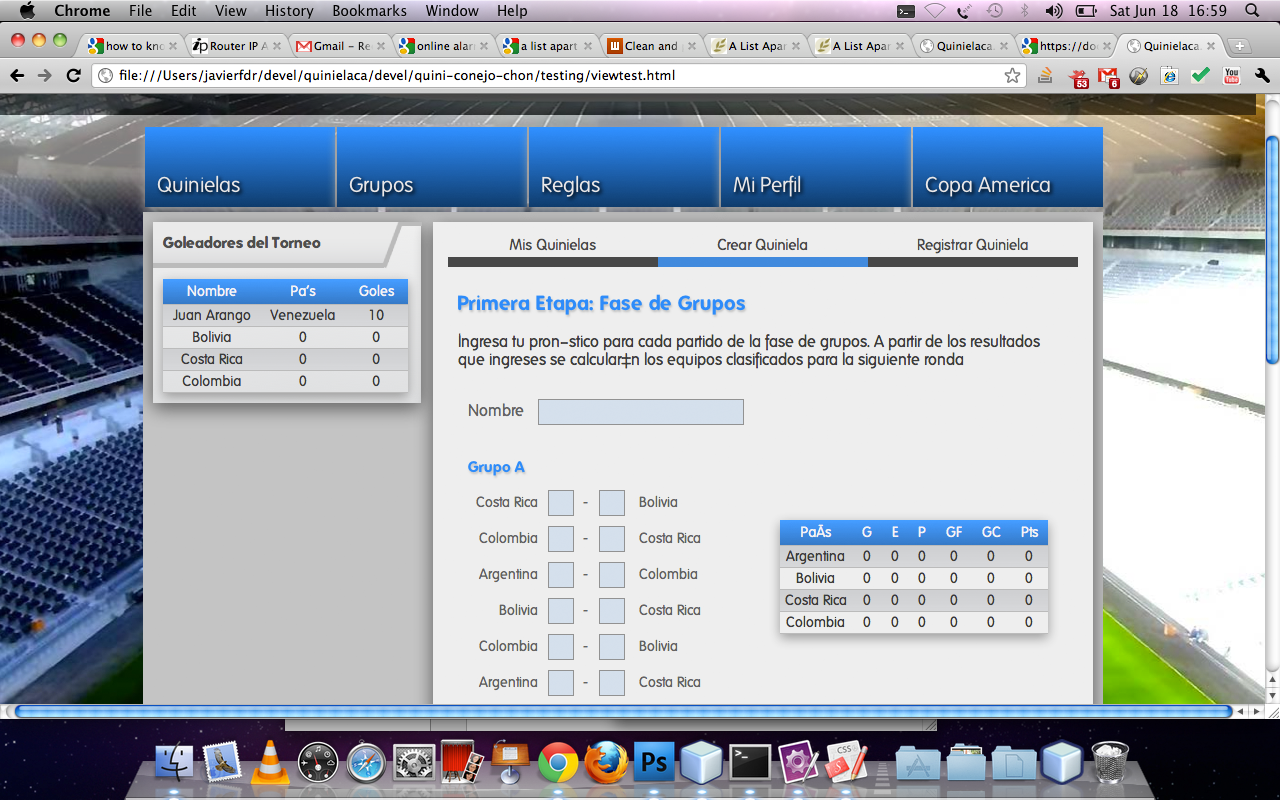 Chrome File Edit View History Bookmarks Window Help Sat Jun 18 16:59
how to kno Router IP A Gmail – Re online alar a list apart Clean and A List Apar A List Apar Quinielaca. https://do Quinielaca.
file:///Users/javierfdr/devel/quinielaca/devel/quini-conejo-chon/testing/viewtest.html 53 6 You Tube
Quinielas Grupos Reglas Mi Perfil Copa America
Goleadores del Torneo
Nombre Pa's Goles
Juan Arango Venezuela 10
Bolivia 0 0
Costa Rica 0 0
Colombia 0 0
Mis Quinielas Crear Quiniela Registrar Quiniela
Primera Etapa: Fase de Grupos
Ingresa tu pron–stico para cada partido de la fase de grupos. A partir de los resultados
que ingreses se calcular‡n los equipos clasificados para la siguiente ronda
Nombre
Grupo A
Costa Rica - Bolivia
Colombia - Costa Rica
Argentina - Colombia
Bolivia - Costa Rica
Colombia - Bolivia
Argentina - Costa Rica
PaÃs G E P GF GC Pts
Argentina 0 0 0 0 0 0
Bolivia 0 0 0 0 0 0
Costa Rica 0 0 0 0 0 0
Colombia 0 0 0 0 0 0
Ps CSS